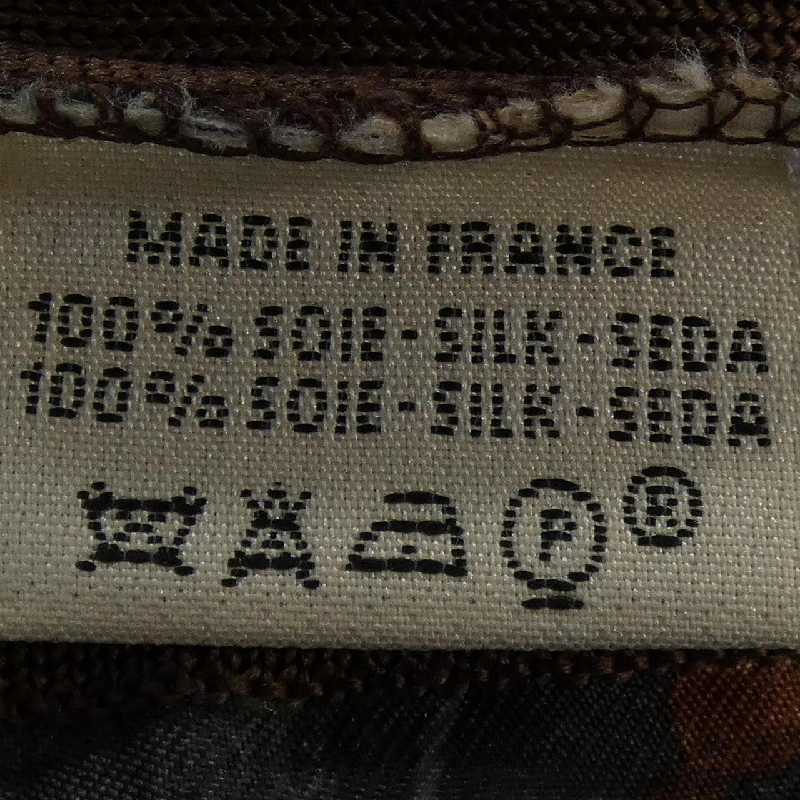 MADE IN FRANCE
100% SOIE - SILK - SEDA
100% SOIE - SILK - SEDA
P ®